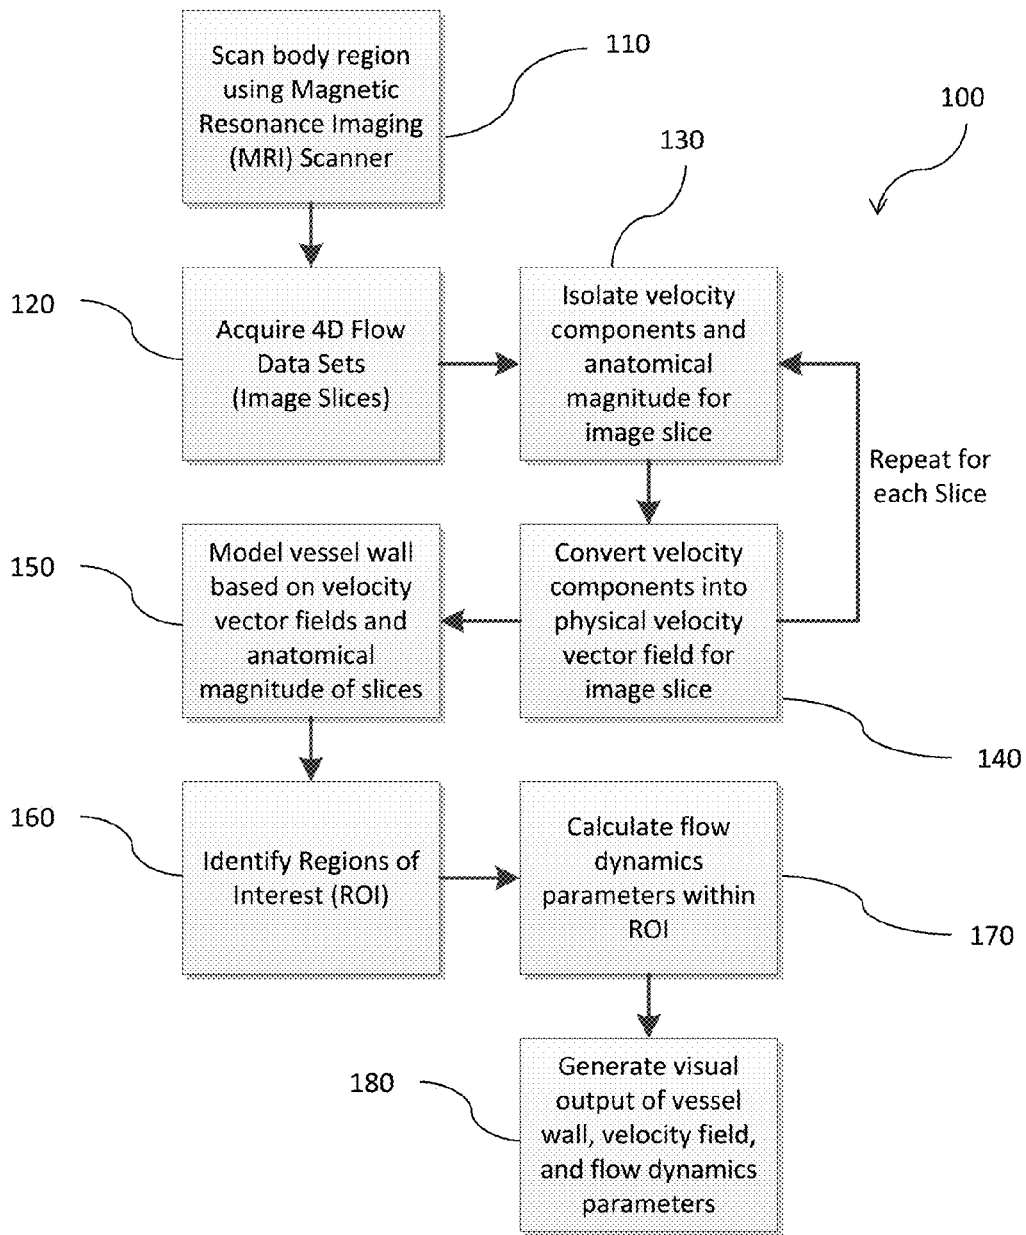 Scan body region
using Magnetic
Resonance Imaging
(MRI) Scanner
110
100
130
120
Acquire 4D Flow
Data Sets
(Image Slices)
Isolate velocity
components and
anatomical
magnitude for
image slice
Repeat for
each Slice
150
Model vessel wall
based on velocity
vector fields and
anatomical
magnitude of slices
Convert velocity
components into
physical velocity
vector field for
image slice
140
160
Identify Regions of
Interest (ROI)
Calculate flow
dynamics
parameters within
ROI
170
180
Generate visual
output of vessel
wall, velocity field,
and flow dynamics
parameters